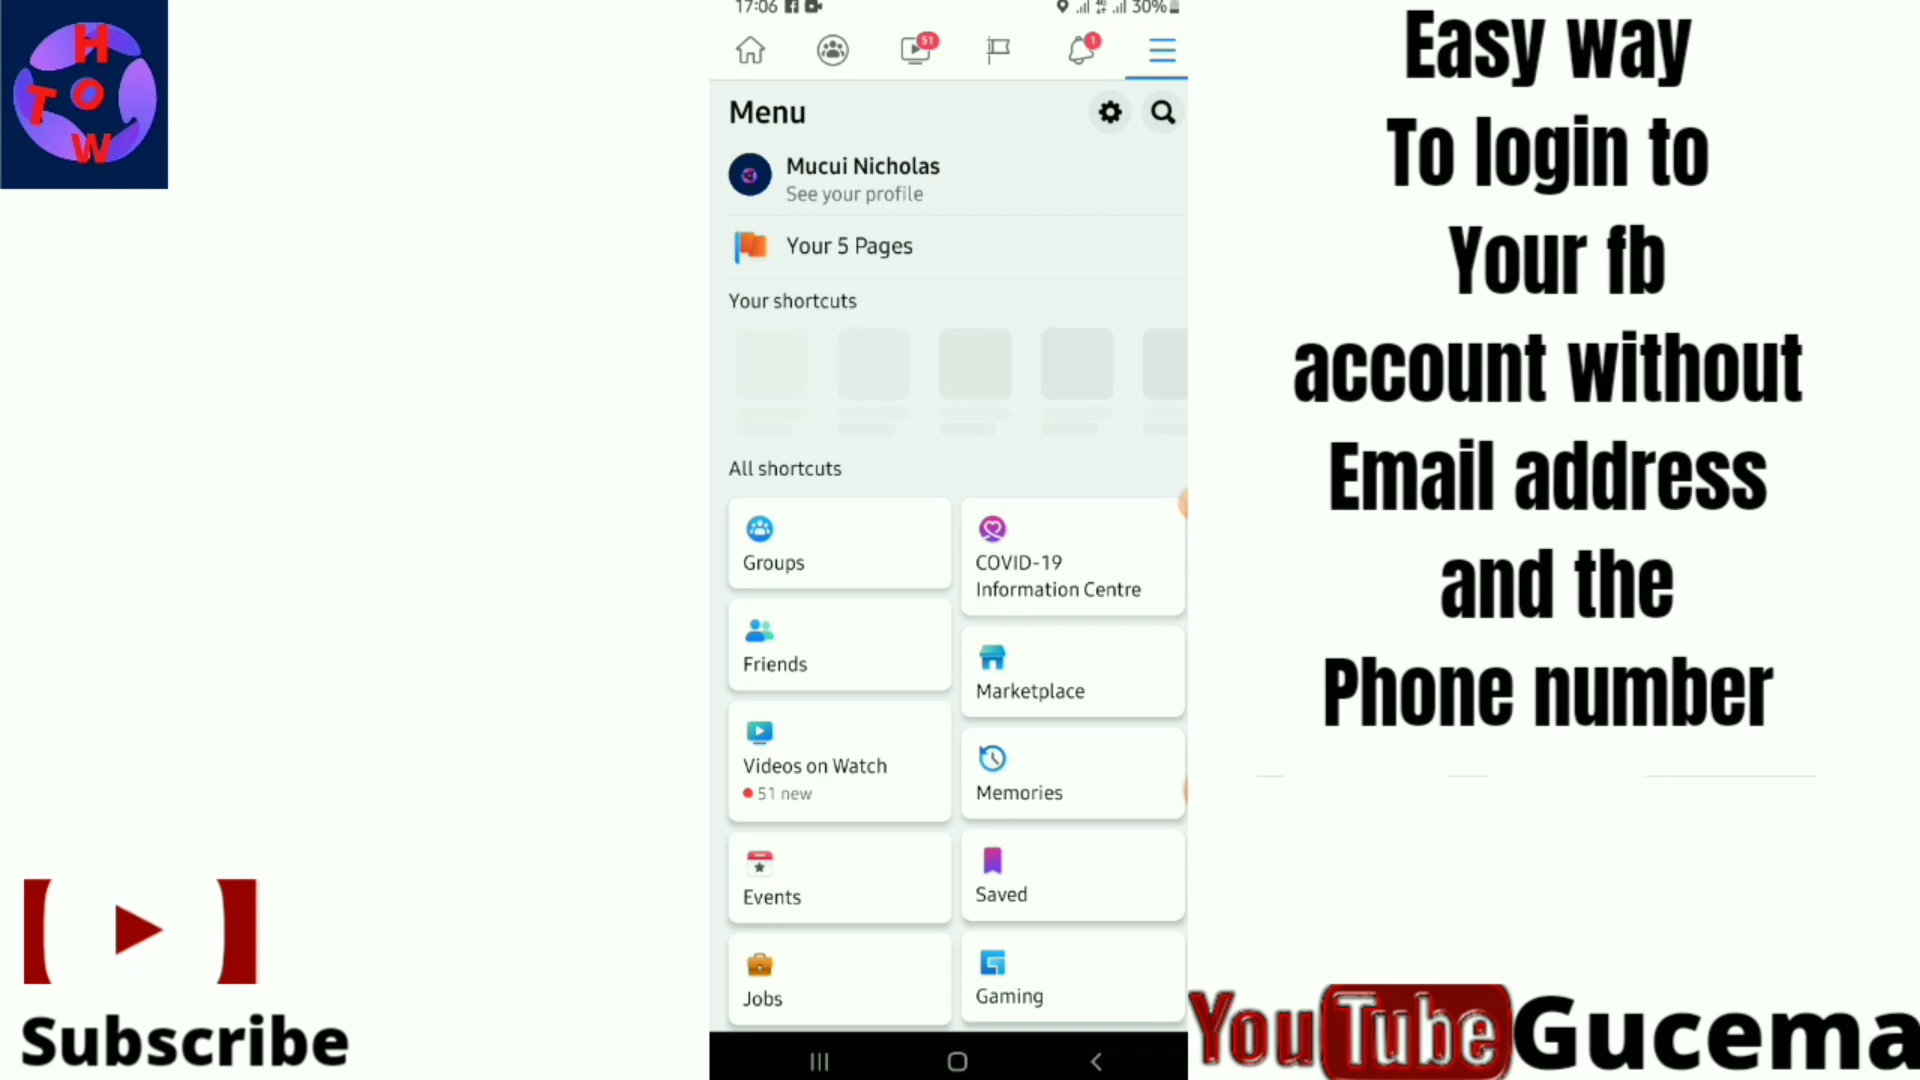 H
T O
W
17:06 30%
51
1
Menu
Mucui Nicholas
See your profile
Your 5 Pages
Your shortcuts
All shortcuts
Groups
COVID-19
Information Centre
Friends
Marketplace
Videos on Watch
51 new
Memories
Events
Saved
Jobs
Gaming
Easy way
To login to
Your fb
account without
Email address
and the
Phone number
Subscribe
YouTube Gucema